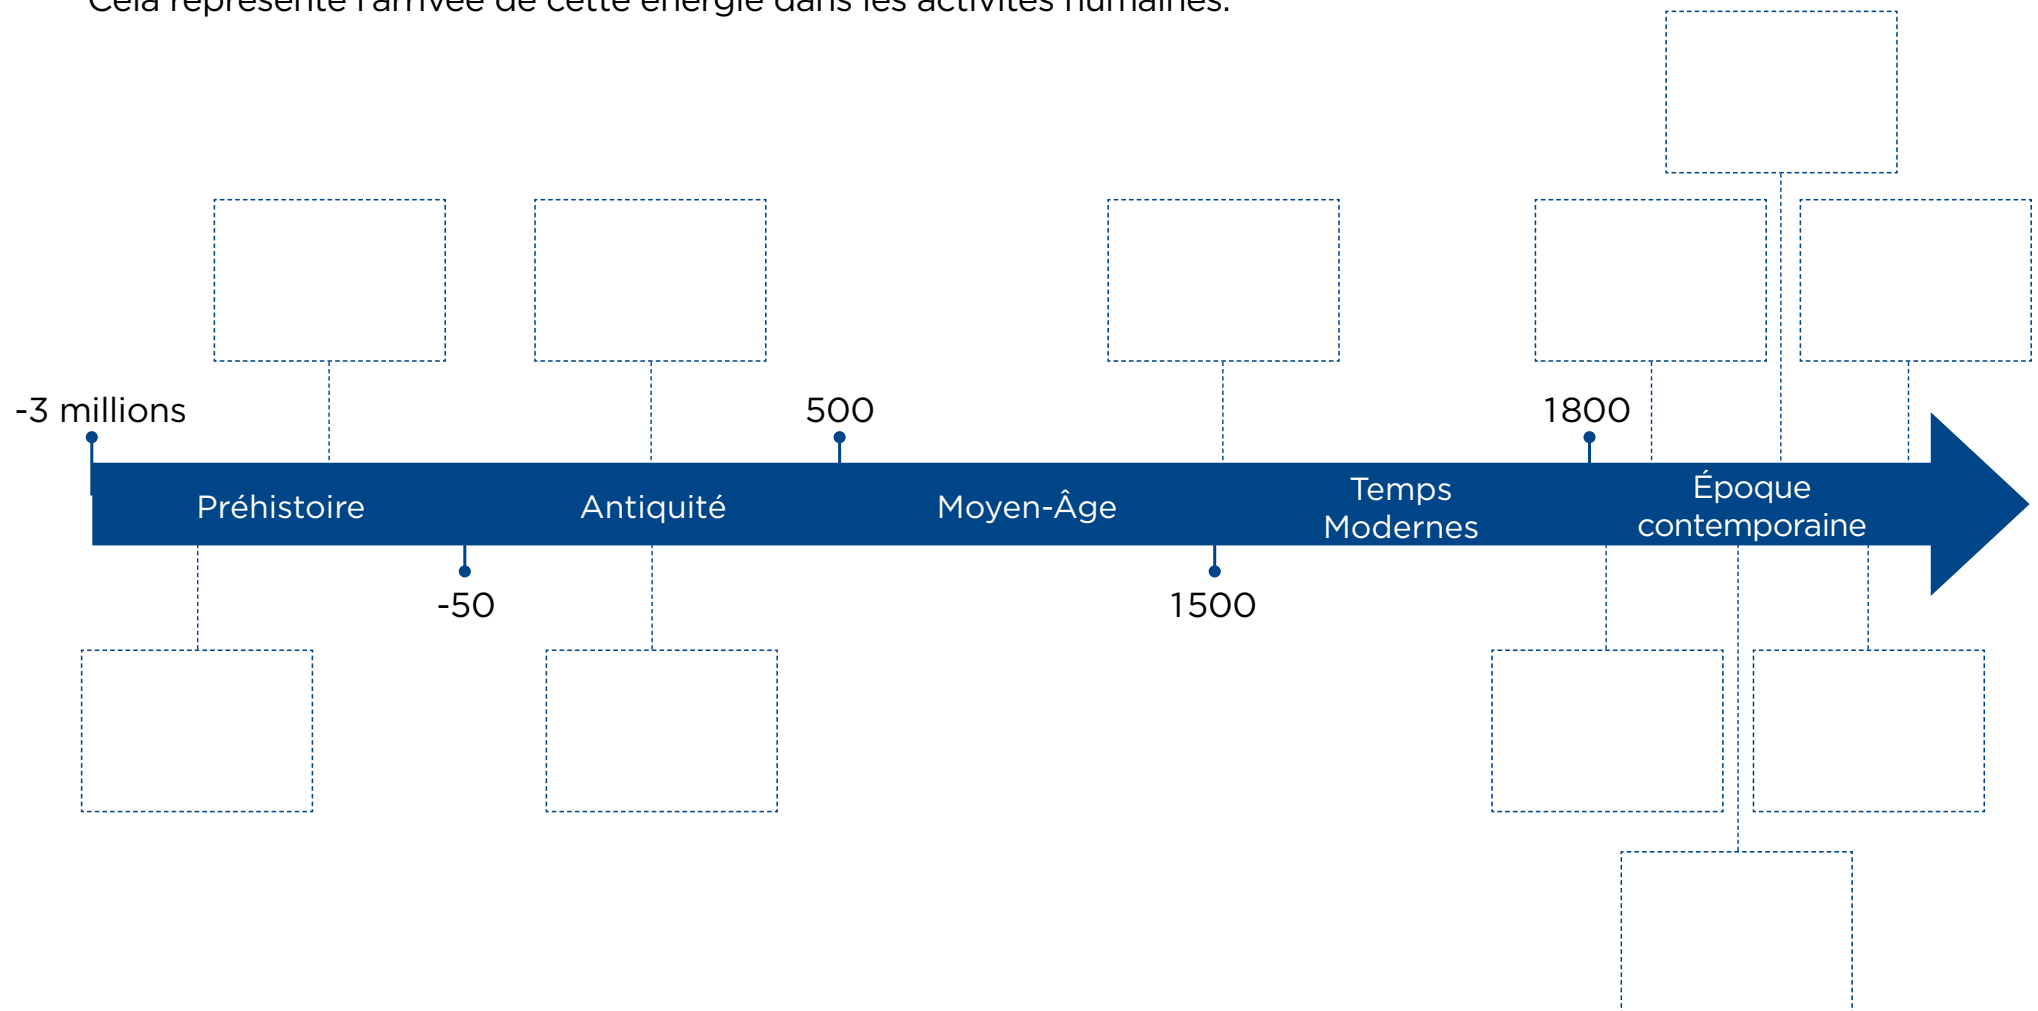 Cela représente l'arrivée de cette énergie dans les activités humaines.
-3 millions
500
1800
Préhistoire
Antiquité
Moyen-Âge
Temps
Modernes
Époque
contemporaine
-50
1500